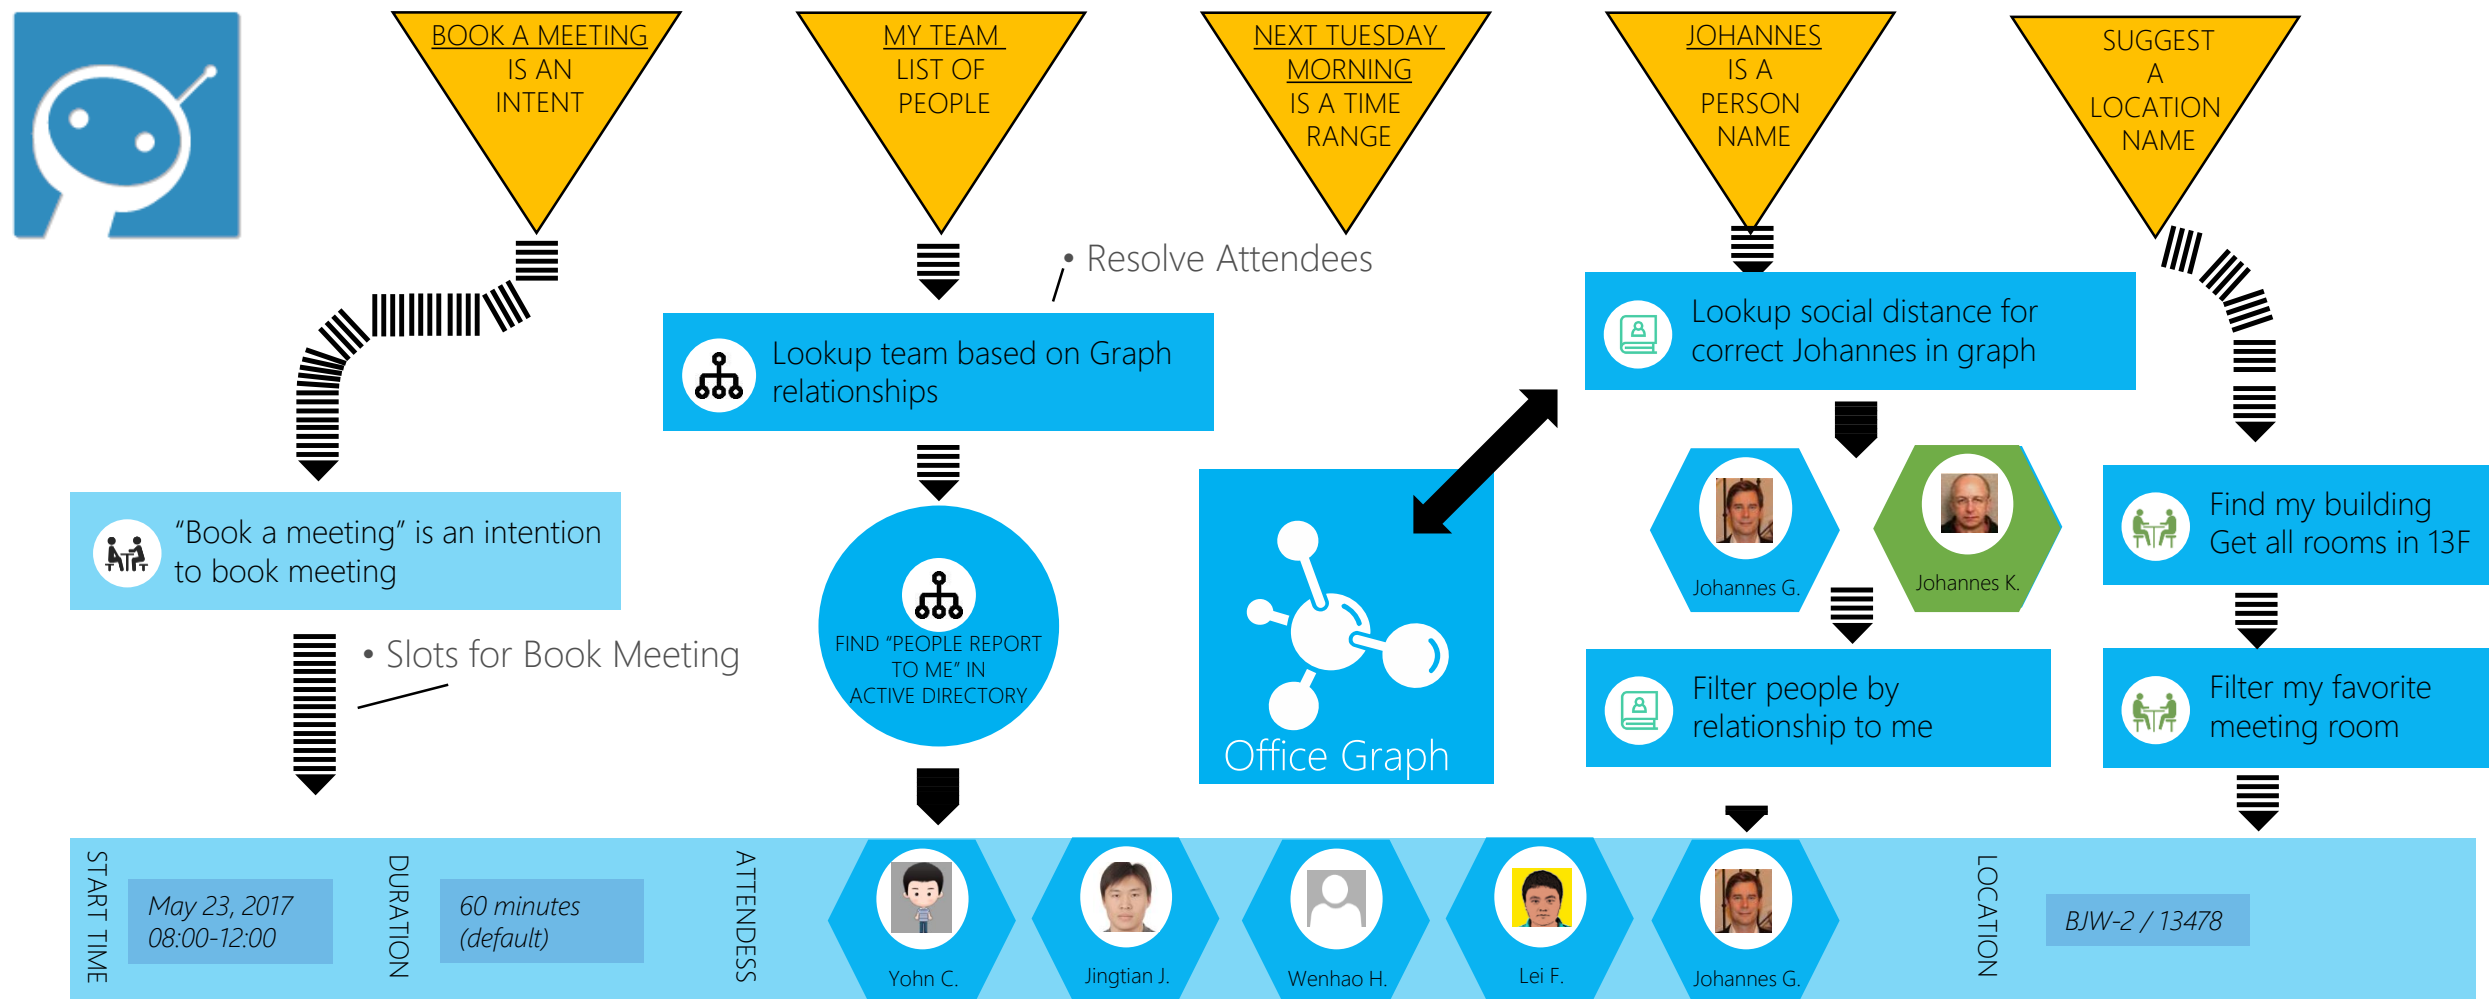 BOOK A MEETING
IS AN
INTENT
MY TEAM
LIST OF
PEOPLE
NEXT TUESDAY
MORNING
IS A TIME
RANGE
JOHANNES
IS A
PERSON
NAME
SUGGEST
A
LOCATION
NAME
• Resolve Attendees
Lookup team based on Graph
relationships
Lookup social distance for
correct Johannes in graph
"Book a meeting" is an intention
to book meeting
FIND "PEOPLE REPORT
TO ME" IN
ACTIVE DIRECTORY
Office Graph
Johannes G.
Johannes K.
Find my building
Get all rooms in 13F
• Slots for Book Meeting
Filter people by
relationship to me
Filter my favorite
meeting room
START TIME
May 23, 2017
08:00-12:00
DURATION
60 minutes
(default)
ATTENDESS
Yohn C.
Jingtian J.
Wenhao H.
Lei F.
Johannes G.
LOCATION
BJW-2 / 13478